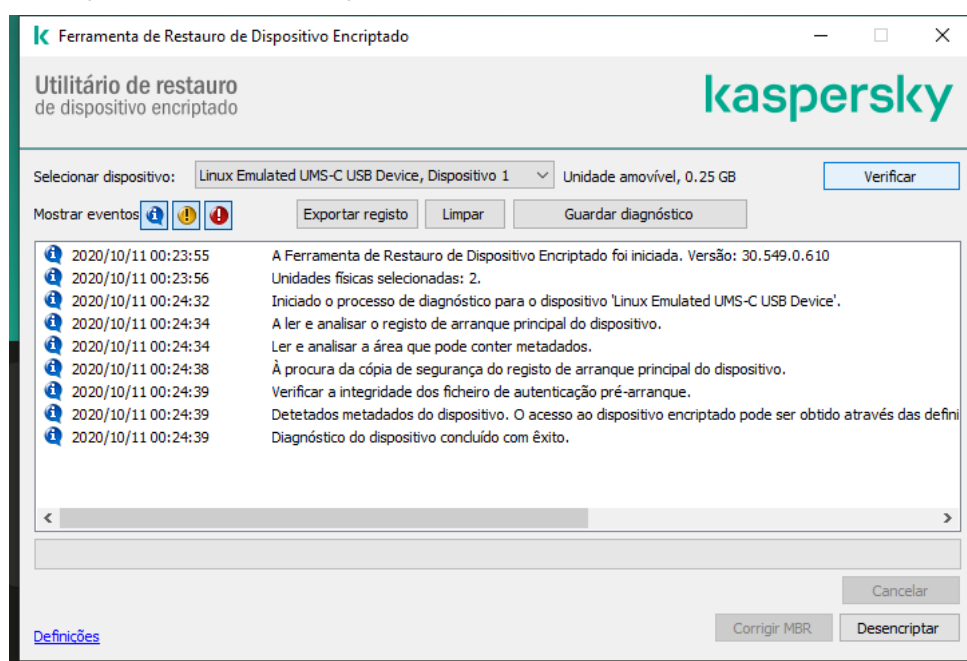 Ferramenta de Restauro de Dispositivo Encriptado
Utilitário de restauro
de dispositivo encriptado
kaspersky
Selecionar dispositivo: Linux Emulated UMS-C USB Device, Dispositivo 1 Unidade amovível, 0.25 GB Verificar
Mostrar eventos Exportar registo Limpar Guardar diagnóstico
2020/10/11 00:23:55 A Ferramenta de Restauro de Dispositivo Encriptado foi iniciada. Versão: 30.549.0.610
2020/10/11 00:23:56 Unidades físicas selecionadas: 2.
2020/10/11 00:24:32 Iniciado o processo de diagnóstico para o dispositivo 'Linux Emulated UMS-C USB Device'.
2020/10/11 00:24:34 A ler e analisar o registo de arranque principal do dispositivo.
2020/10/11 00:24:34 Ler e analisar a área que pode conter metadados.
2020/10/11 00:24:38 À procura da cópia de segurança do registo de arranque principal do dispositivo.
2020/10/11 00:24:39 Verificar a integridade dos ficheiro de autenticação pré-arranque.
2020/10/11 00:24:39 Detetados metadados do dispositivo. O acesso ao dispositivo encriptado pode ser obtido através das defini
2020/10/11 00:24:39 Diagnóstico do dispositivo concluído com êxito.
Cancelar
Definições Corrigir MBR Desencriptar